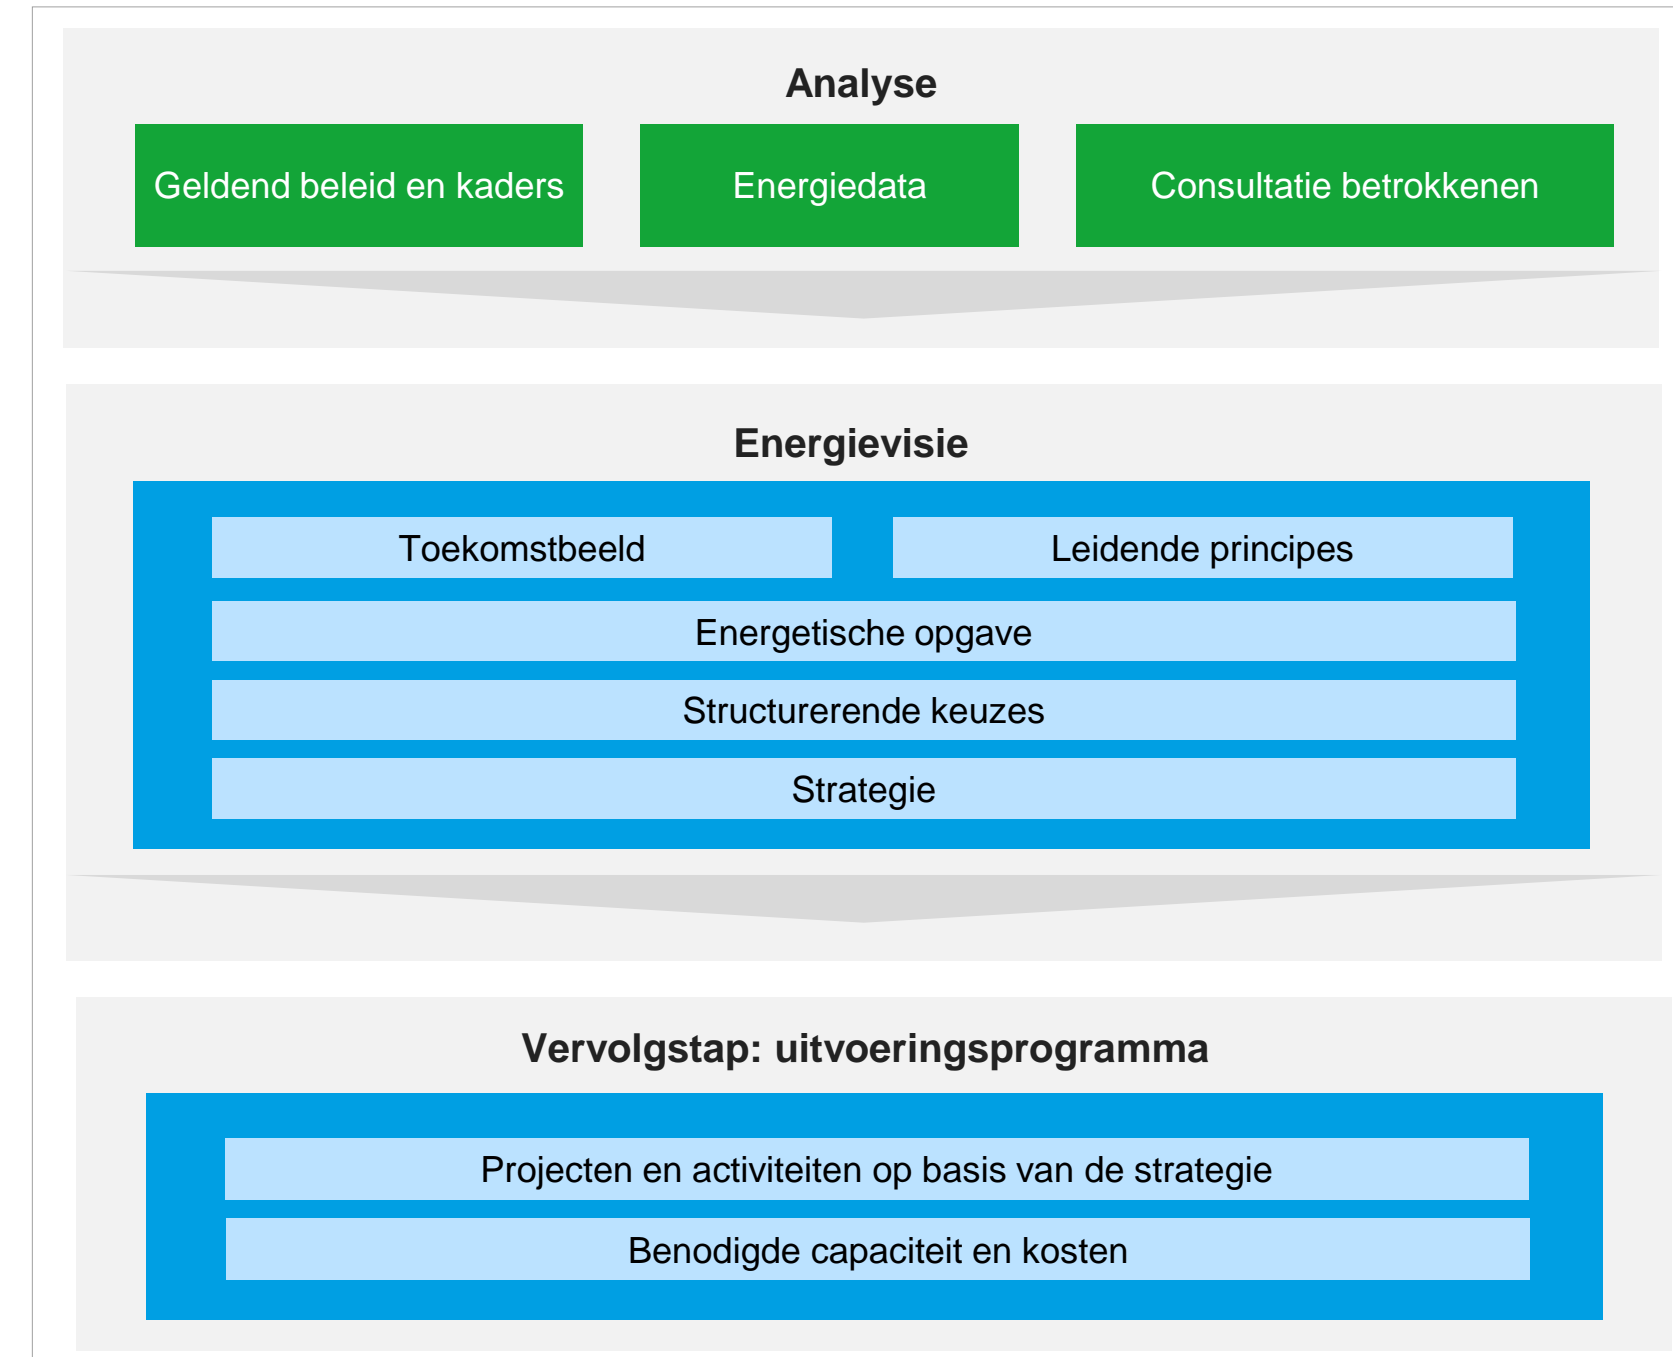 Analyse
Geldend beleid en kaders
Energiedata
Consultatie betrokkenen
Energievisie
Toekomstbeeld
Leidende principes
Energetische opgave
Structurerende keuzes
Strategie
Vervolgstap: uitvoeringsprogramma
Projecten en activiteiten op basis van de strategie
Benodigde capaciteit en kosten